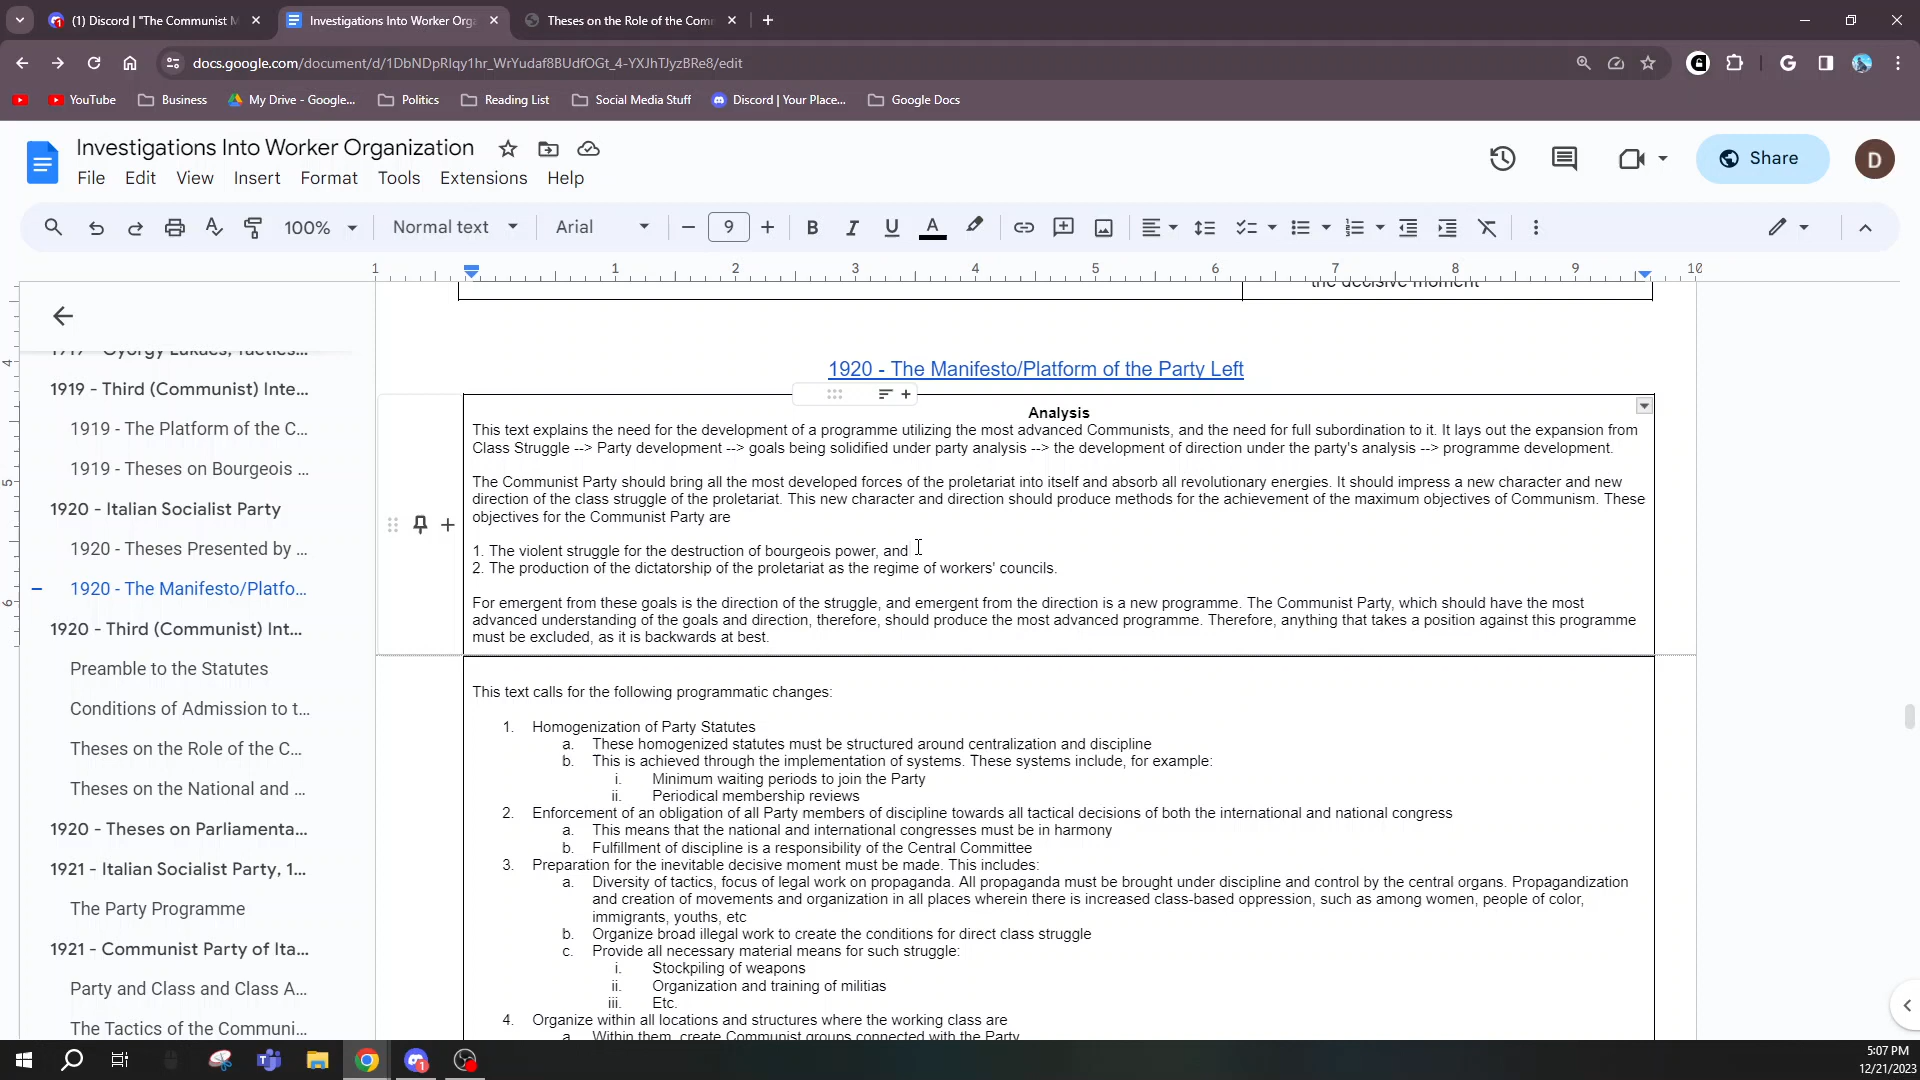 (1) Discord | "The Communist M
Investigations Into Worker Orga
Theses on the Role of the Com
docs.google.com/document/d/1DbNDpRlqy1hr_WrYudaf8BUdfOGt_4-YXJhTJyzBRe8/edit
YouTube
Business
My Drive - Google...
Politics
Reading List
Social Media Stuff
Discord | Your Place...
Google Docs
Investigations Into Worker Organization
Share
D
File Edit View Insert Format Tools Extensions Help
100% Normal text Arial 9
1 1 2 3 4 5 6 7 8 9 10
the decisive moment
1919 - Third (Communist) Inte...
1919 - The Platform of the C...
1919 - Theses on Bourgeois ...
1920 - Italian Socialist Party
1920 - Theses Presented by ...
1920 - The Manifesto/Platfo...
1920 - Third (Communist) Int...
Preamble to the Statutes
Conditions of Admission to t...
Theses on the Role of the C...
Theses on the National and ...
1920 - Theses on Parliamenta...
1921 - Italian Socialist Party, 1...
The Party Programme
1921 - Communist Party of Ita...
Party and Class and Class A...
The Tactics of the Communi...
4
5
6
1920 - The Manifesto/Platform of the Party Left
Analysis
This text explains the need for the development of a programme utilizing the most advanced Communists, and the need for full subordination to it. It lays out the expansion from
Class Struggle --> Party development --> goals being solidified under party analysis --> the development of direction under the party's analysis --> programme development.
The Communist Party should bring all the most developed forces of the proletariat into itself and absorb all revolutionary energies. It should impress a new character and new
direction of the class struggle of the proletariat. This new character and direction should produce methods for the achievement of the maximum objectives of Communism. These
objectives for the Communist Party are
1. The violent struggle for the destruction of bourgeois power, and
2. The production of the dictatorship of the proletariat as the regime of workers' councils.
For emergent from these goals is the direction of the struggle, and emergent from the direction is a new programme. The Communist Party, which should have the most
advanced understanding of the goals and direction, therefore, should produce the most advanced programme. Therefore, anything that takes a position against this programme
must be excluded, as it is backwards at best.
This text calls for the following programmatic changes:
1. Homogenization of Party Statutes
a. These homogenized statutes must be structured around centralization and discipline
b. This is achieved through the implementation of systems. These systems include, for example:
i. Minimum waiting periods to join the Party
ii. Periodical membership reviews
2. Enforcement of an obligation of all Party members of discipline towards all tactical decisions of both the international and national congress
a. This means that the national and international congresses must be in harmony
b. Fulfillment of discipline is a responsibility of the Central Committee
3. Preparation for the inevitable decisive moment must be made. This includes:
a. Diversity of tactics, focus of legal work on propaganda. All propaganda must be brought under discipline and control by the central organs. Propagandization
and creation of movements and organization in all places wherein there is increased class-based oppression, such as among women, people of color,
immigrants, youths, etc
b. Organize broad illegal work to create the conditions for direct class struggle
c. Provide all necessary material means for such struggle:
i. Stockpiling of weapons
ii. Organization and training of militias
iii. Etc.
4. Organize within all locations and structures where the working class are
a. Within them, create Communist groups connected with the Party
5:07 PM
12/21/2023